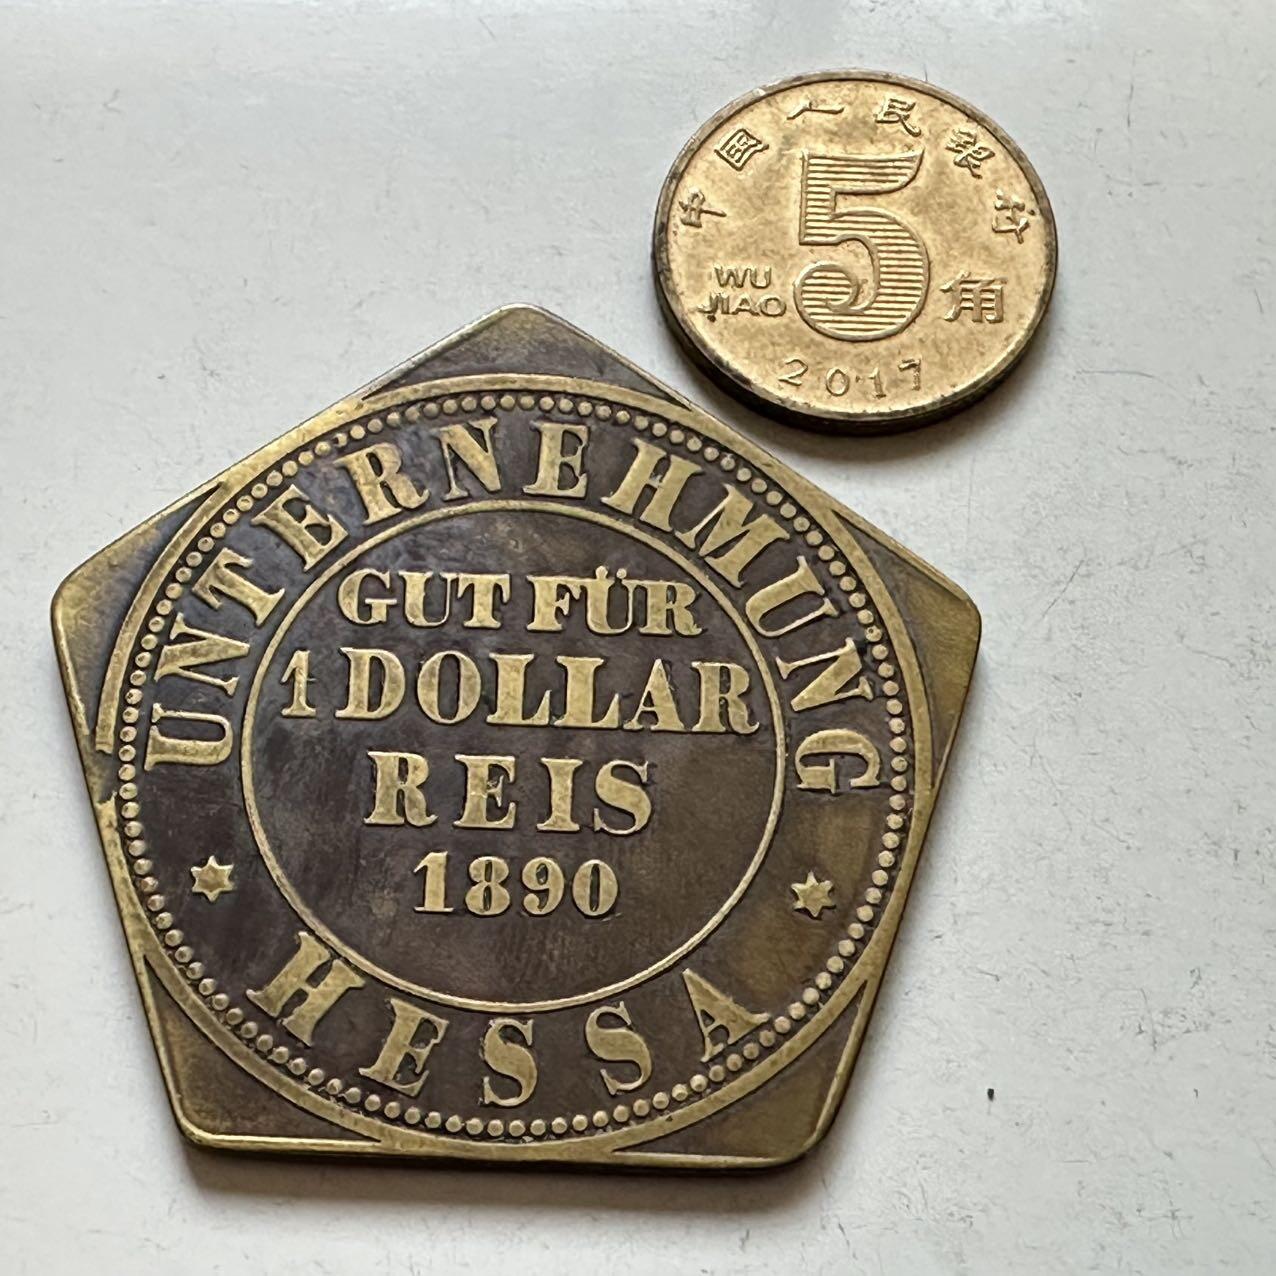 中国人民银行
5
WU
JIAO
角
2017
UNTERNEHMUNG
GUT FÜR
1 DOLLAR
REIS
1890
HESSA